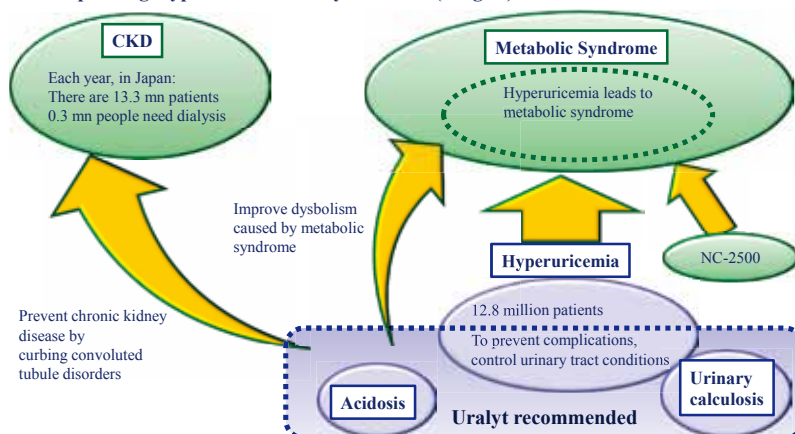 CKD
Each year, in Japan:
There are 13.3 mn patients
0.3 mn people need dialysis
Metabolic Syndrome
Hyperuricemia leads to
metabolic syndrome
Improve dysbolism
caused by metabolic
syndrome
Hyperuricemia
NC-2500
12.8 million patients
To prevent complications,
control urinary tract conditions
Prevent chronic kidney
disease by
curbing convoluted
tubule disorders
Acidosis
Urinary
calculosis
Uralyt recommended